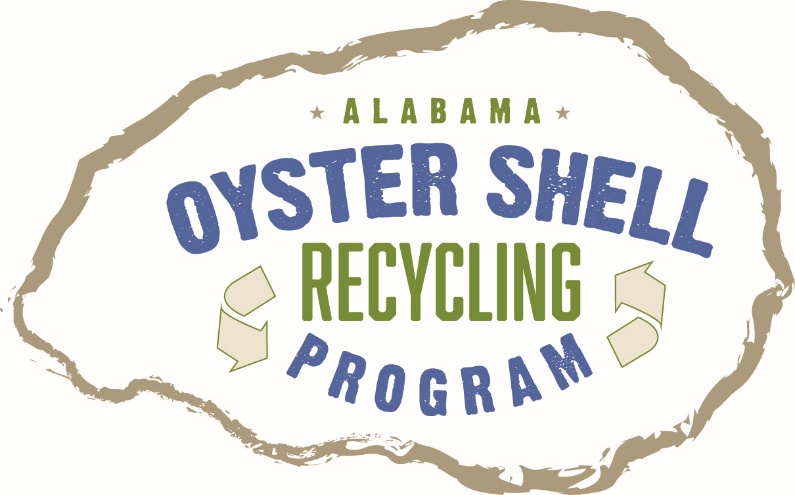 ALABAMA
OYSTER SHELL
RECYCLING
PROGRAM